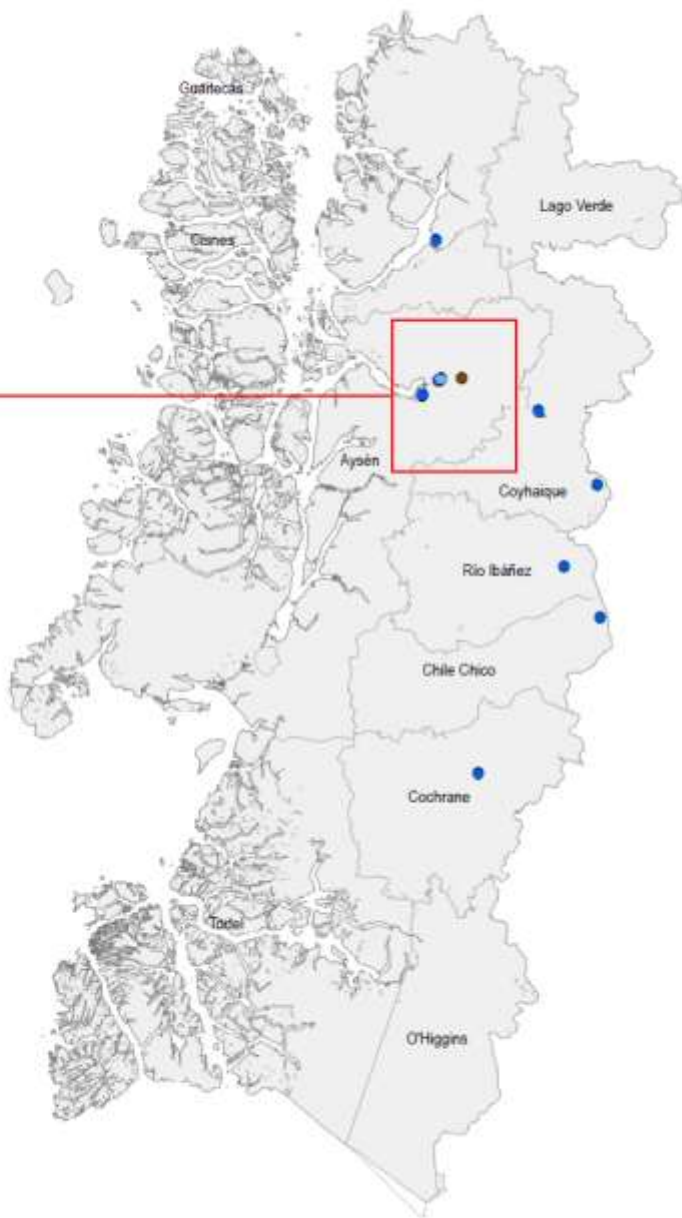 Guaitecas
Lago Verde
Cisnes
Aysén
Coyhaique
Río Ibáñez
Chile Chico
Cochrane
Tortel
O'Higgins